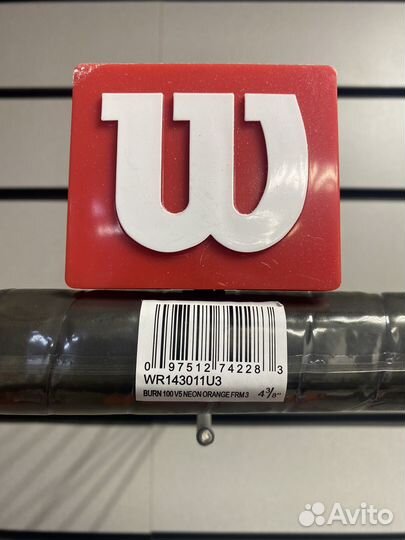 W
0 97512 74228 3
WR143011U3
BURN 100 V5 NEON ORANGE FRM 3 4 3/8"
Avito